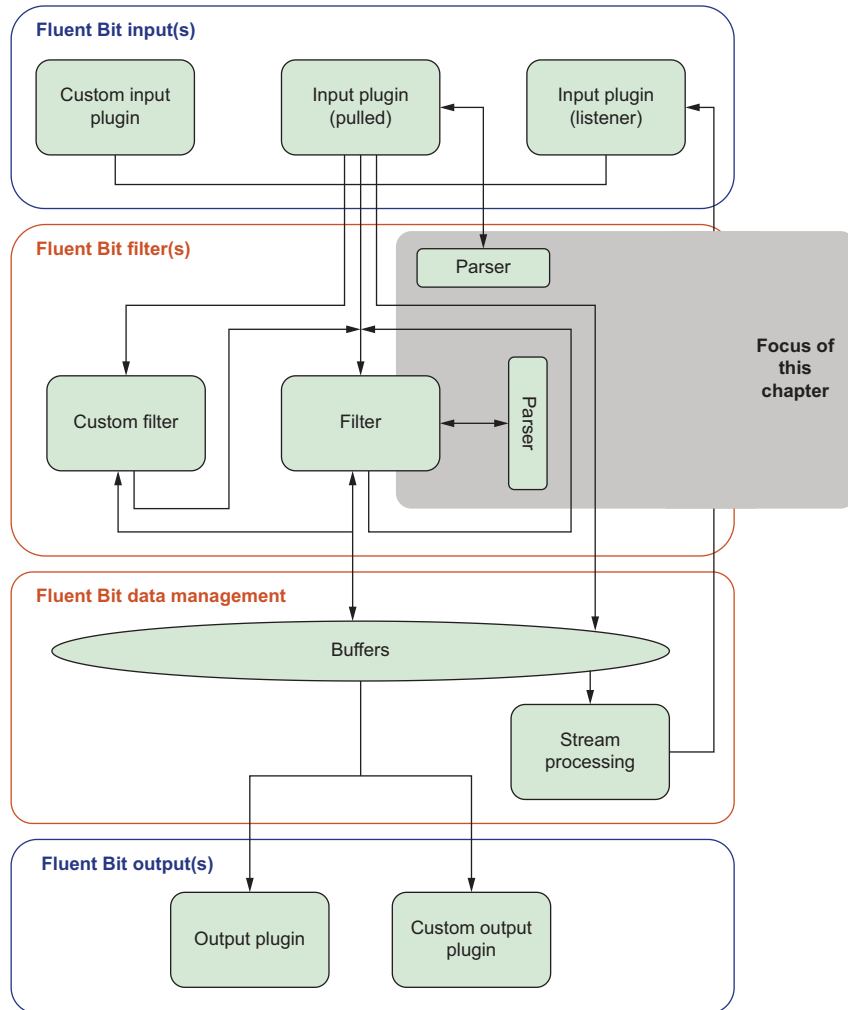 Fluent Bit input(s)
Custom input
plugin
Input plugin
(pulled)
Input plugin
(listener)
Fluent Bit filter(s)
Parser
Focus of
this
chapter
Custom filter
Filter
Parser
Fluent Bit data management
Buffers
Stream
processing
Fluent Bit output(s)
Output plugin
Custom output
plugin